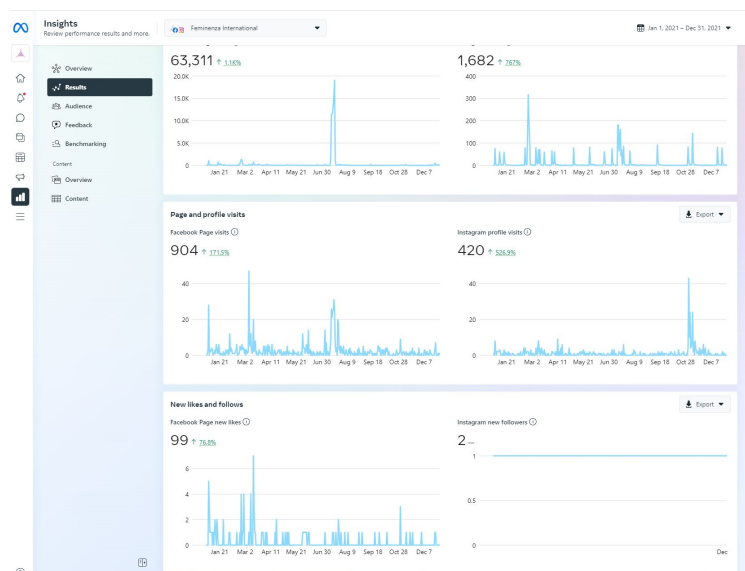 Insights
Review performance results and more.
Feminenza International
Jan 1, 2021 – Dec 31, 2021
Overview
Results
Audience
Feedback
Benchmarking
Content
Overview
Content
63,311 ↑ 1.1K%
20.0K
15.0K
10.0K
5.0K
0
Jan 21 Mar 2 Apr 11 May 21 Jun 30 Aug 9 Sep 18 Oct 28 Dec 7
1,682 ↑ 767%
400
300
200
100
0
Jan 21 Mar 2 Apr 11 May 21 Jun 30 Aug 9 Sep 18 Oct 28 Dec 7
Page and profile visits
Export
Facebook Page visits
904 ↑ 171.5%
40
20
0
Jan 21 Mar 2 Apr 11 May 21 Jun 30 Aug 9 Sep 18 Oct 28 Dec 7
Instagram profile visits
420 ↑ 526.9%
40
20
0
Jan 21 Mar 2 Apr 11 May 21 Jun 30 Aug 9 Sep 18 Oct 28 Dec 7
New likes and follows
Export
Facebook Page new likes
99 ↑ 76.8%
6
4
2
0
Jan 21 Mar 2 Apr 11 May 21 Jun 30 Aug 9 Sep 18 Oct 28 Dec 7
Instagram new followers
2 --
1
0.5
0
Dec